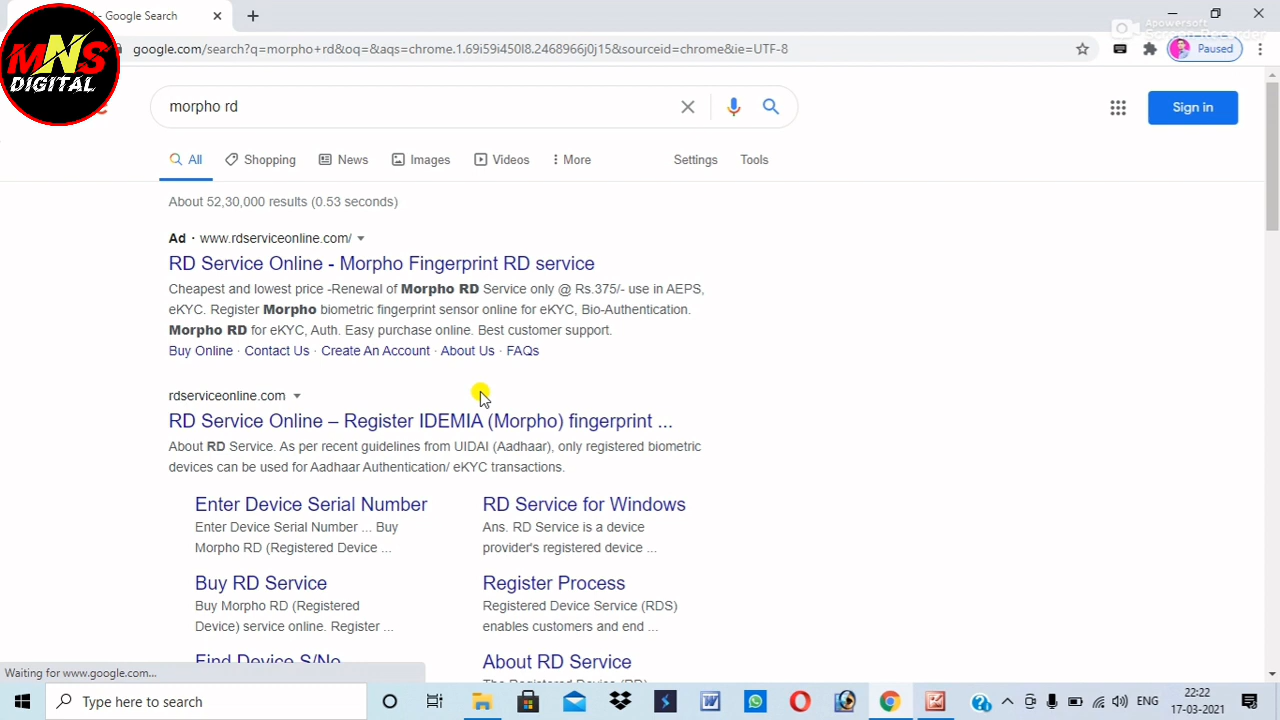 - Google Search
MNS
DIGITAL
google.com/search?q=morpho+rd&oq=&aqs=chrome.1.69i59i450l8.2468966j0j15&sourceid=chrome&ie=UTF-8
Apowersoft
Screen Recorder
Paused
morpho rd
Sign in
All Shopping News Images Videos More Settings Tools
About 52,30,000 results (0.53 seconds)
Ad · www.rdserviceonline.com/
RD Service Online - Morpho Fingerprint RD service
Cheapest and lowest price -Renewal of Morpho RD Service only @ Rs.375/- use in AEPS,
eKYC. Register Morpho biometric fingerprint sensor online for eKYC, Bio-Authentication.
Morpho RD for eKYC, Auth. Easy purchase online. Best customer support.
Buy Online · Contact Us · Create An Account · About Us · FAQs
rdserviceonline.com
RD Service Online – Register IDEMIA (Morpho) fingerprint ...
About RD Service. As per recent guidelines from UIDAI (Aadhaar), only registered biometric
devices can be used for Aadhaar Authentication/ eKYC transactions.
Enter Device Serial Number
Enter Device Serial Number ... Buy
Morpho RD (Registered Device ...
RD Service for Windows
Ans. RD Service is a device
provider's registered device ...
Buy RD Service
Buy Morpho RD (Registered
Device) service online. Register ...
Register Process
Registered Device Service (RDS)
enables customers and end ...
Find Device S/No
About RD Service
The Registered Device (RD)
Waiting for www.google.com...
Type here to search
ENG
22:22
17-03-2021